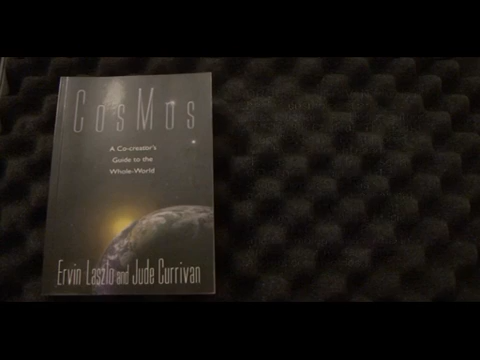 CosMos
A Co-creator's
Guide to the
Whole-World
Ervin Laszlo and Jude Currivan